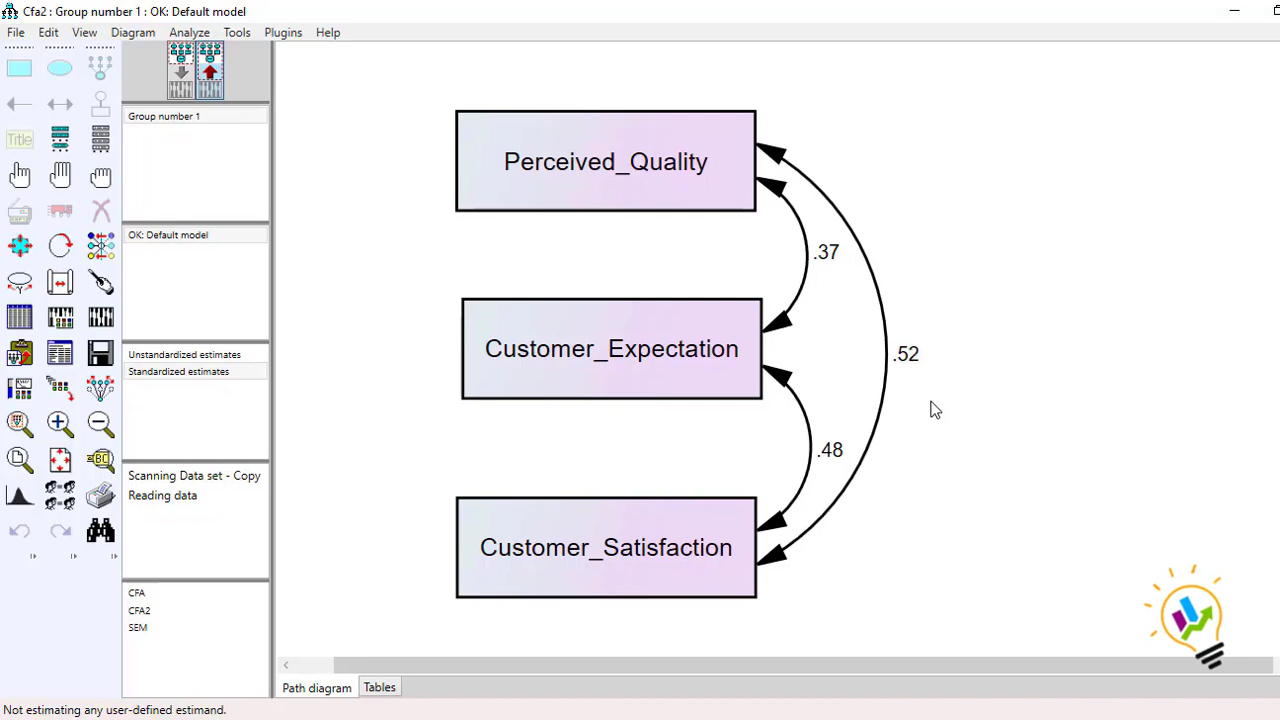 Cfa2 : Group number 1 : OK: Default model
File Edit View Diagram Analyze Tools Plugins Help
Title
Group number 1
OK: Default model
Unstandardized estimates
Standardized estimates
Scanning Data set - Copy
Reading data
CFA
CFA2
SEM
Perceived_Quality
.37
Customer_Expectation
.52
.48
Customer_Satisfaction
Path diagram Tables
Not estimating any user-defined estimand.